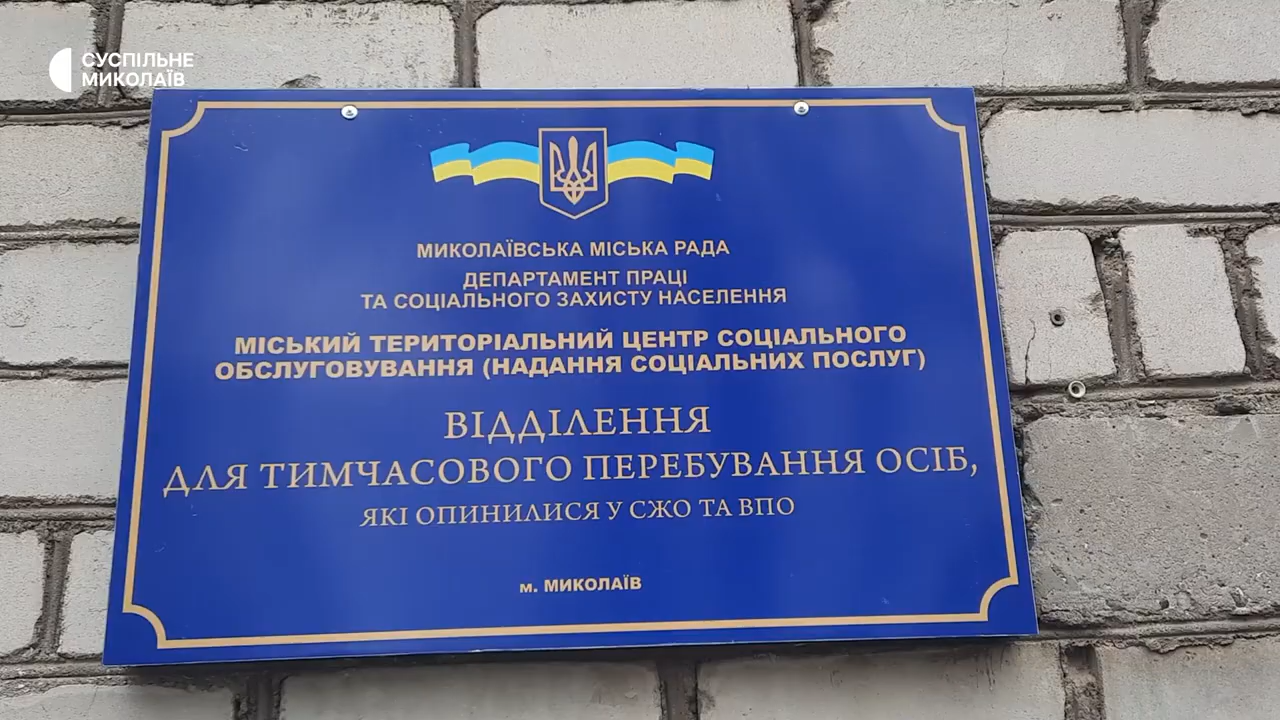 СУСПІЛЬНЕ
МИКОЛАЇВ
МИКОЛАЇВСЬКА МІСЬКА РАДА
ДЕПАРТАМЕНТ ПРАЦІ
ТА СОЦІАЛЬНОГО ЗАХИСТУ НАСЕЛЕННЯ
МІСЬКИЙ ТЕРИТОРІАЛЬНИЙ ЦЕНТР СОЦІАЛЬНОГО
ОБСЛУГОВУВАННЯ (НАДАННЯ СОЦІАЛЬНИХ ПОСЛУГ)
ВІДДІЛЕННЯ
ДЛЯ ТИМЧАСОВОГО ПЕРЕБУВАННЯ ОСІБ,
ЯКІ ОПИНИЛИСЯ У СЖО ТА ВПО
м. МИКОЛАЇВ